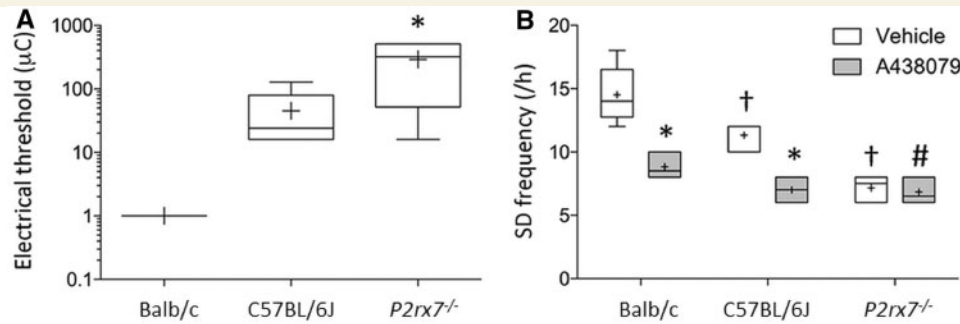 A
Electrical threshold (μC)
1000
100
10
1
0.1
*
Balb/c
C57BL/6J
P2rx7-/-
B
SD frequency (/h)
20
15
10
5
0
Vehicle
A438079
*
†
*
†
#
Balb/c
C57BL/6J
P2rx7-/-